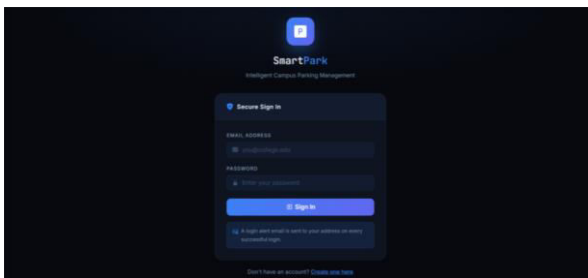 P
SmartPark
Intelligent Campus Parking Management
Secure Sign In
EMAIL ADDRESS
PASSWORD
Enter your password
Sign In
A login alert email is sent to your address on every
successful login.
Don't have an account? Create one here